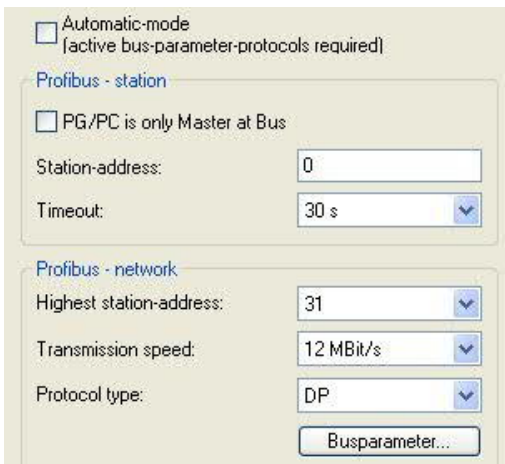 Automatic-mode
(active bus-parameter-protocols required)
Profibus - station
PG/PC is only Master at Bus
Station-address: 0
Timeout: 30 s
Profibus - network
Highest station-address: 31
Transmission speed: 12 MBit/s
Protocol type: DP
Busparameter...